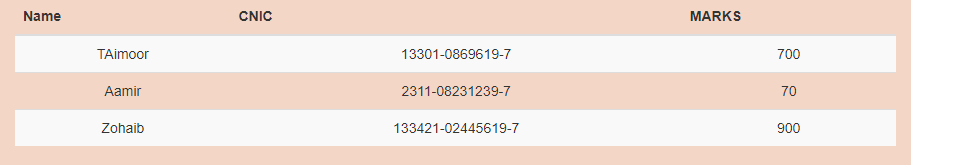 Name CNIC MARKS
TAimoor 13301-0869619-7 700
Aamir 2311-08231239-7 70
Zohaib 133421-02445619-7 900